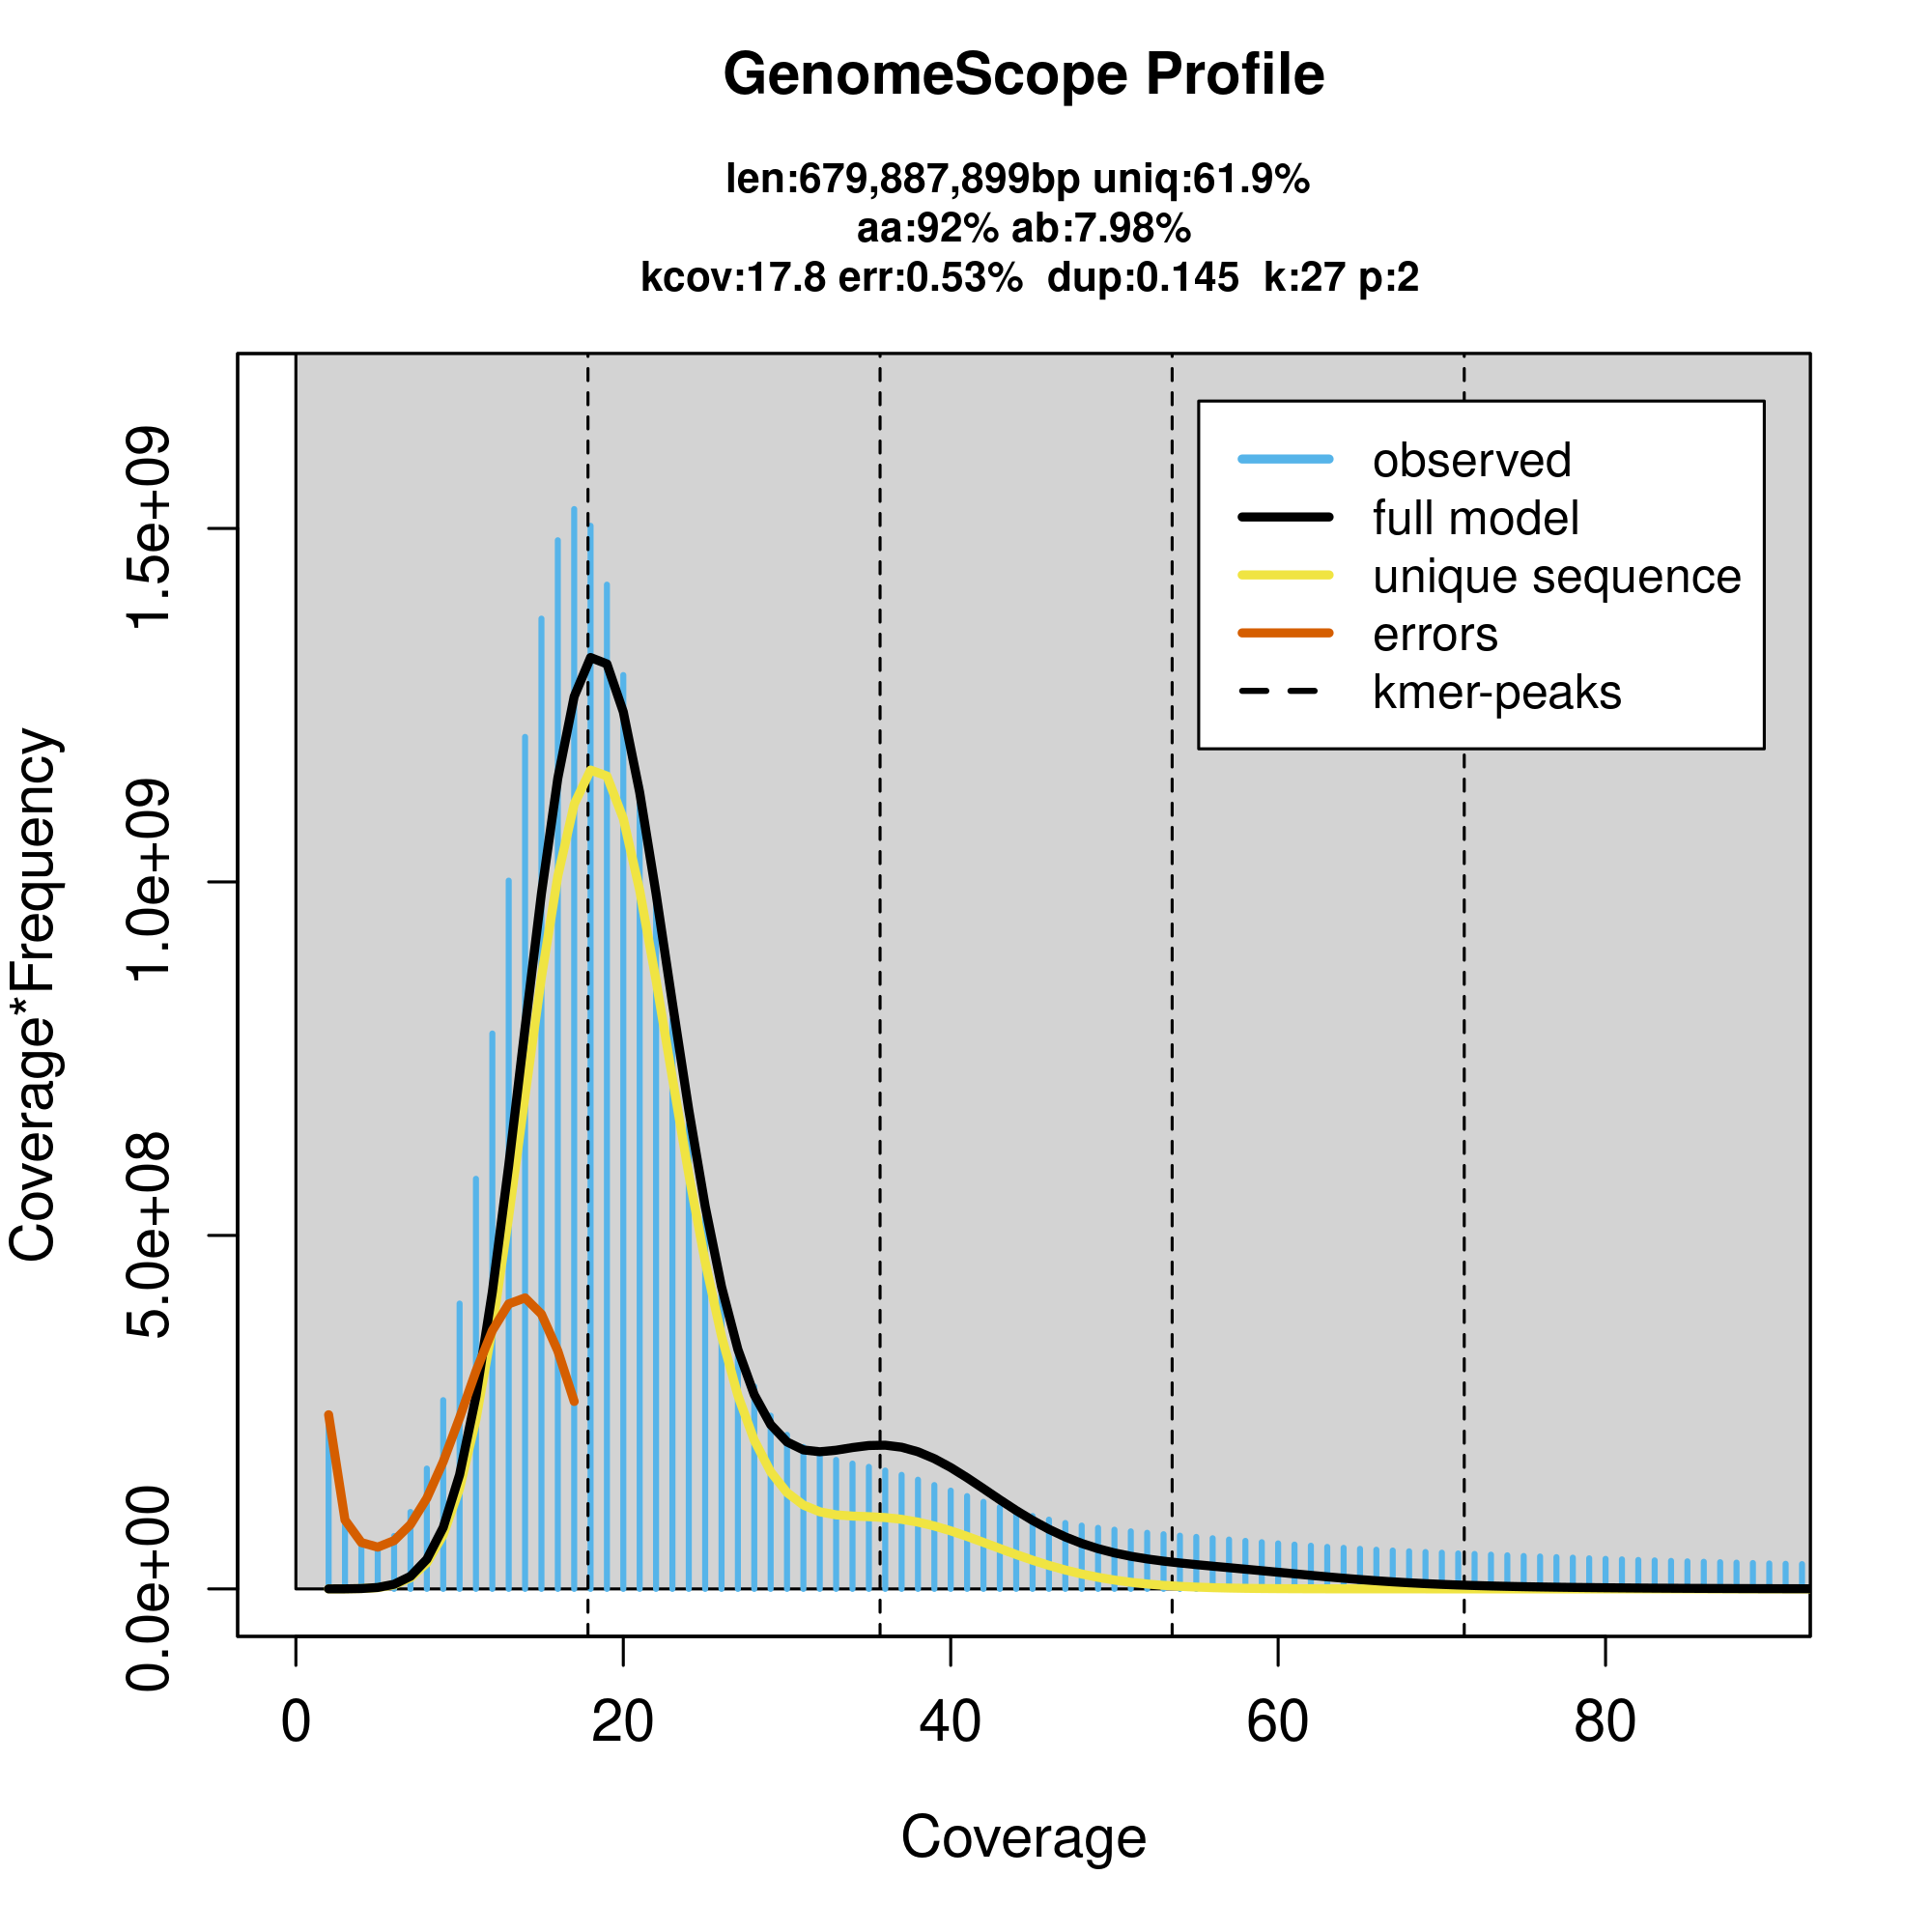 GenomeScope Profile
len:679,887,899bp uniq:61.9%
aa:92% ab:7.98%
kcov:17.8 err:0.53%  dup:0.145  k:27 p:2
observed
full model
unique sequence
errors
kmer-peaks
Coverage*Frequency
1.5e+09
1.0e+09
5.0e+08
0.0e+00
0 20 40 60 80
Coverage